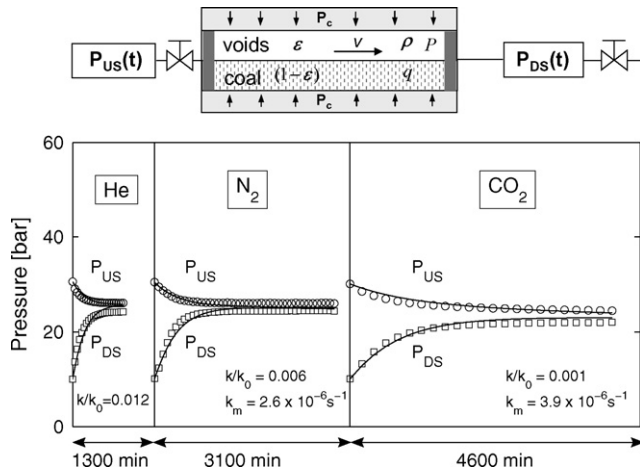 P_c
P_US(t)
voids ε v ρ P
coal (1−ε) q
P_DS(t)
P_c
60
40
20
0
Pressure [bar]
He
N_2
CO_2
P_US
P_US
P_US
P_DS
P_DS
P_DS
k/k_0=0.012
k/k_0 = 0.006
k_m = 2.6 x 10^−6 s^−1
k/k_0 = 0.001
k_m = 3.9 x 10^−6 s^−1
1300 min
3100 min
4600 min